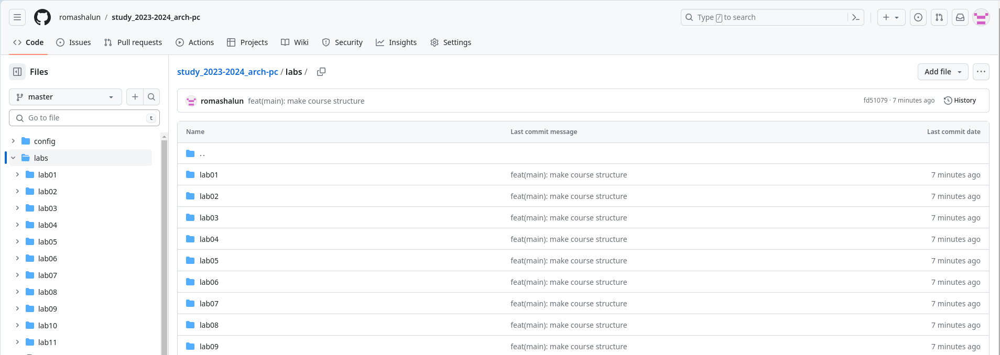 romashalun / study_2023-2024_arch-pc
Type / to search
Code Issues Pull requests Actions Projects Wiki Security Insights Settings
Files
master
Go to file t
config
labs
lab01
lab02
lab03
lab04
lab05
lab06
lab07
lab08
lab09
lab10
lab11
study_2023-2024_arch-pc / labs /
Add file
romashalun feat(main): make course structure fd51079 · 7 minutes ago History
Name Last commit message Last commit date
..
lab01 feat(main): make course structure 7 minutes ago
lab02 feat(main): make course structure 7 minutes ago
lab03 feat(main): make course structure 7 minutes ago
lab04 feat(main): make course structure 7 minutes ago
lab05 feat(main): make course structure 7 minutes ago
lab06 feat(main): make course structure 7 minutes ago
lab07 feat(main): make course structure 7 minutes ago
lab08 feat(main): make course structure 7 minutes ago
lab09 feat(main): make course structure 7 minutes ago